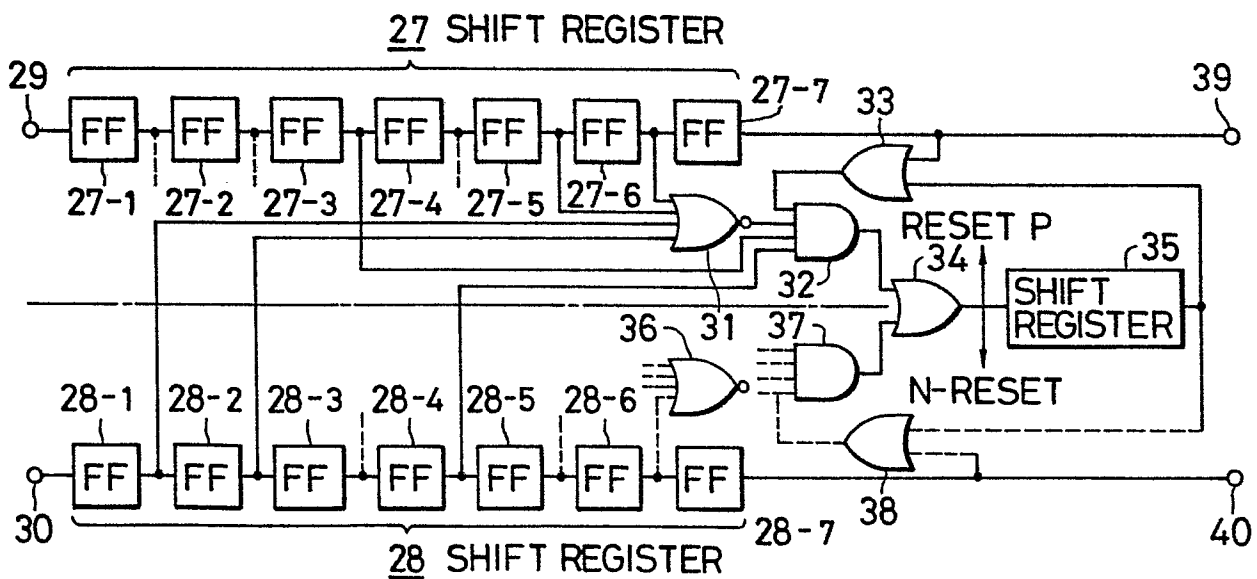 27 SHIFT REGISTER
29
39
33
27-7
FF FF FF FF FF FF FF
27-1 27-2 27-3 27-4 27-5 27-6
RESET P
34
35
32
31
SHIFT
REGISTER
36
37
N-RESET
28-1 28-2 28-3 28-4 28-5 28-6
FF FF FF FF FF FF FF
30
38
40
28-7
28 SHIFT REGISTER